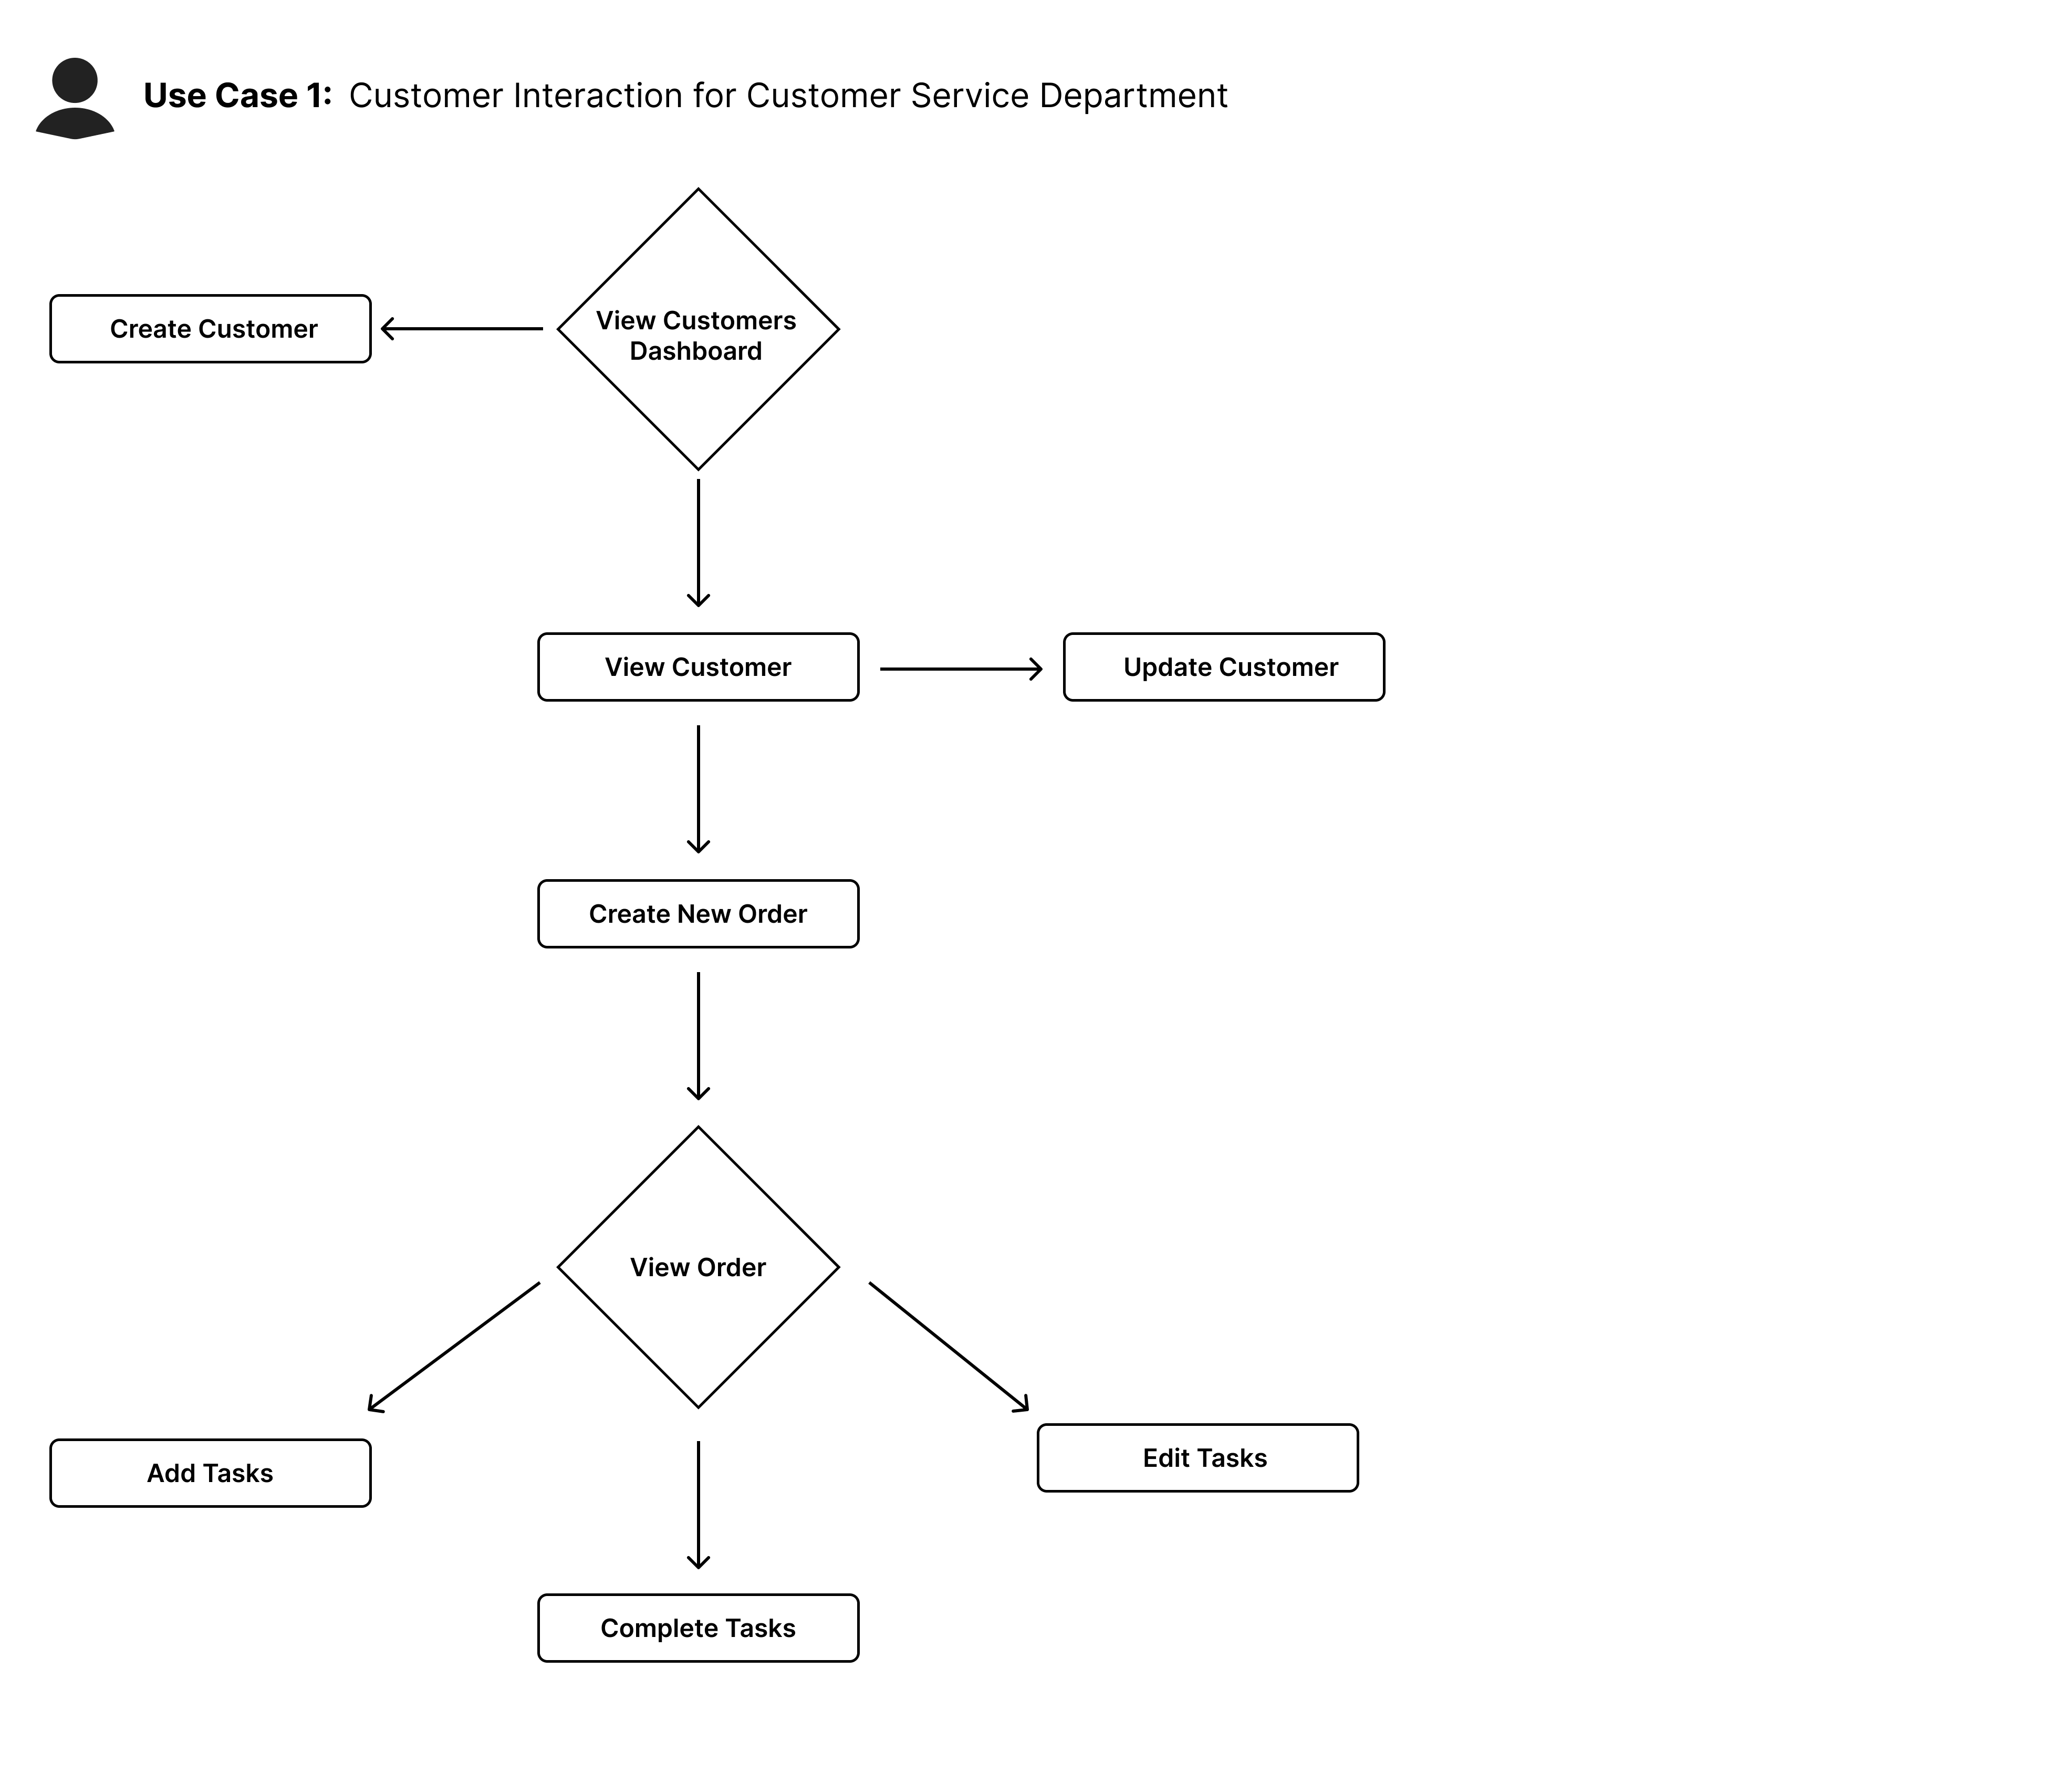 Use Case 1: Customer Interaction for Customer Service Department
View Customers
Dashboard
Create Customer
View Customer
Update Customer
Create New Order
View Order
Add Tasks
Edit Tasks
Complete Tasks